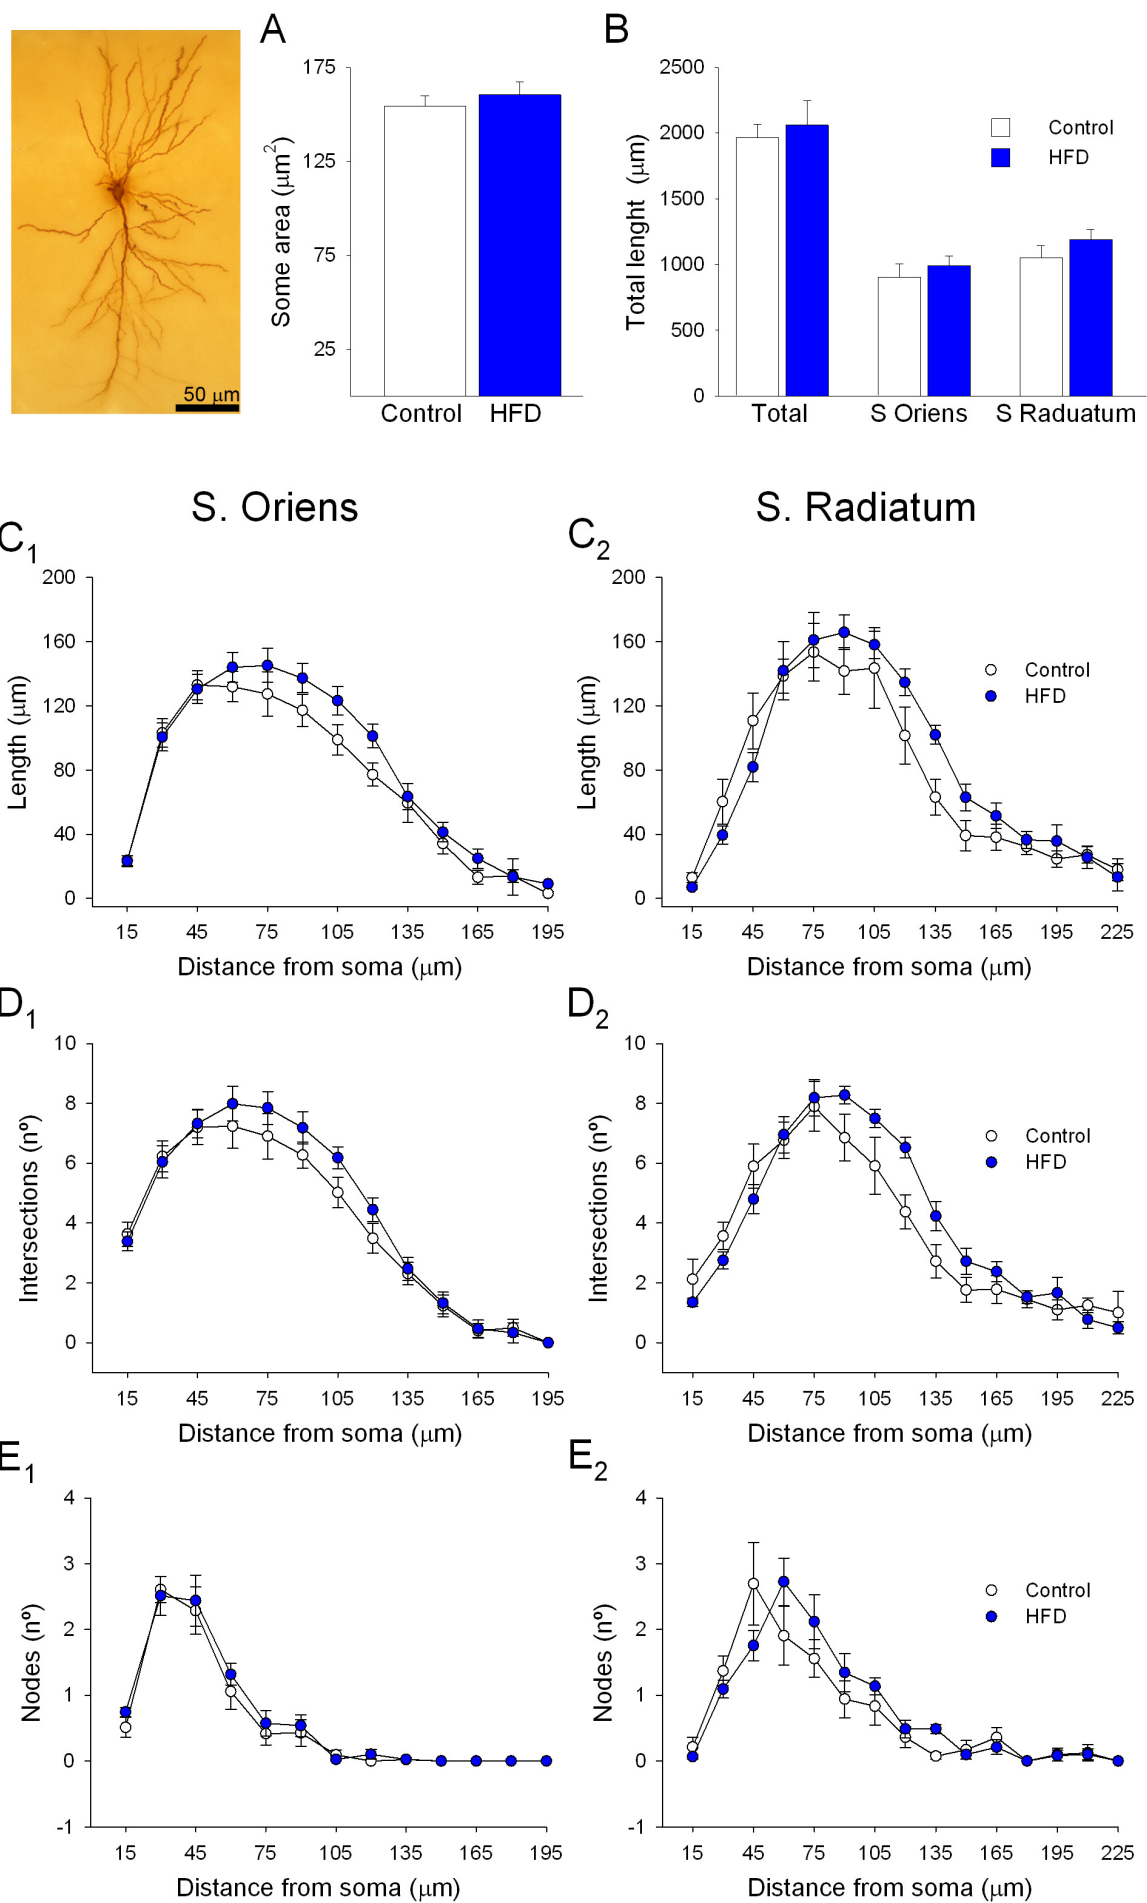 A
B
175
125
75
25
Some area (μm²)
Control HFD
50 μm
2500
2000
1500
1000
500
0
Total lenght (μm)
Control
HFD
Total S Oriens S Raduatum
S. Oriens
S. Radiatum
C1
200
160
120
80
40
0
Length (μm)
15 45 75 105 135 165 195
Distance from soma (μm)
C2
200
160
120
80
40
0
Length (μm)
Control
HFD
15 45 75 105 135 165 195 225
Distance from soma (μm)
D1
10
8
6
4
2
0
Intersections (nº)
15 45 75 105 135 165 195
Distance from soma (μm)
D2
10
8
6
4
2
0
Intersections (nº)
Control
HFD
15 45 75 105 135 165 195 225
Distance from soma (μm)
E1
4
3
2
1
0
-1
Nodes (nº)
15 45 75 105 135 165 195
Distance from soma (μm)
E2
4
3
2
1
0
-1
Nodes (nº)
Control
HFD
15 45 75 105 135 165 195 225
Distance from soma (μm)